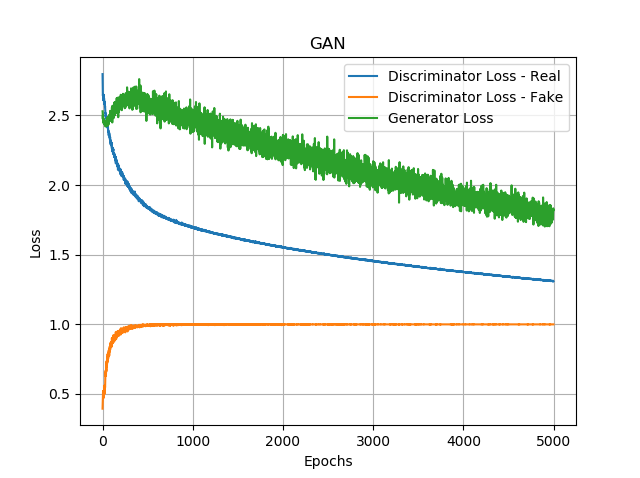 GAN
Discriminator Loss - Real
Discriminator Loss - Fake
Generator Loss
Loss
2.5
2.0
1.5
1.0
0.5
0 1000 2000 3000 4000 5000
Epochs